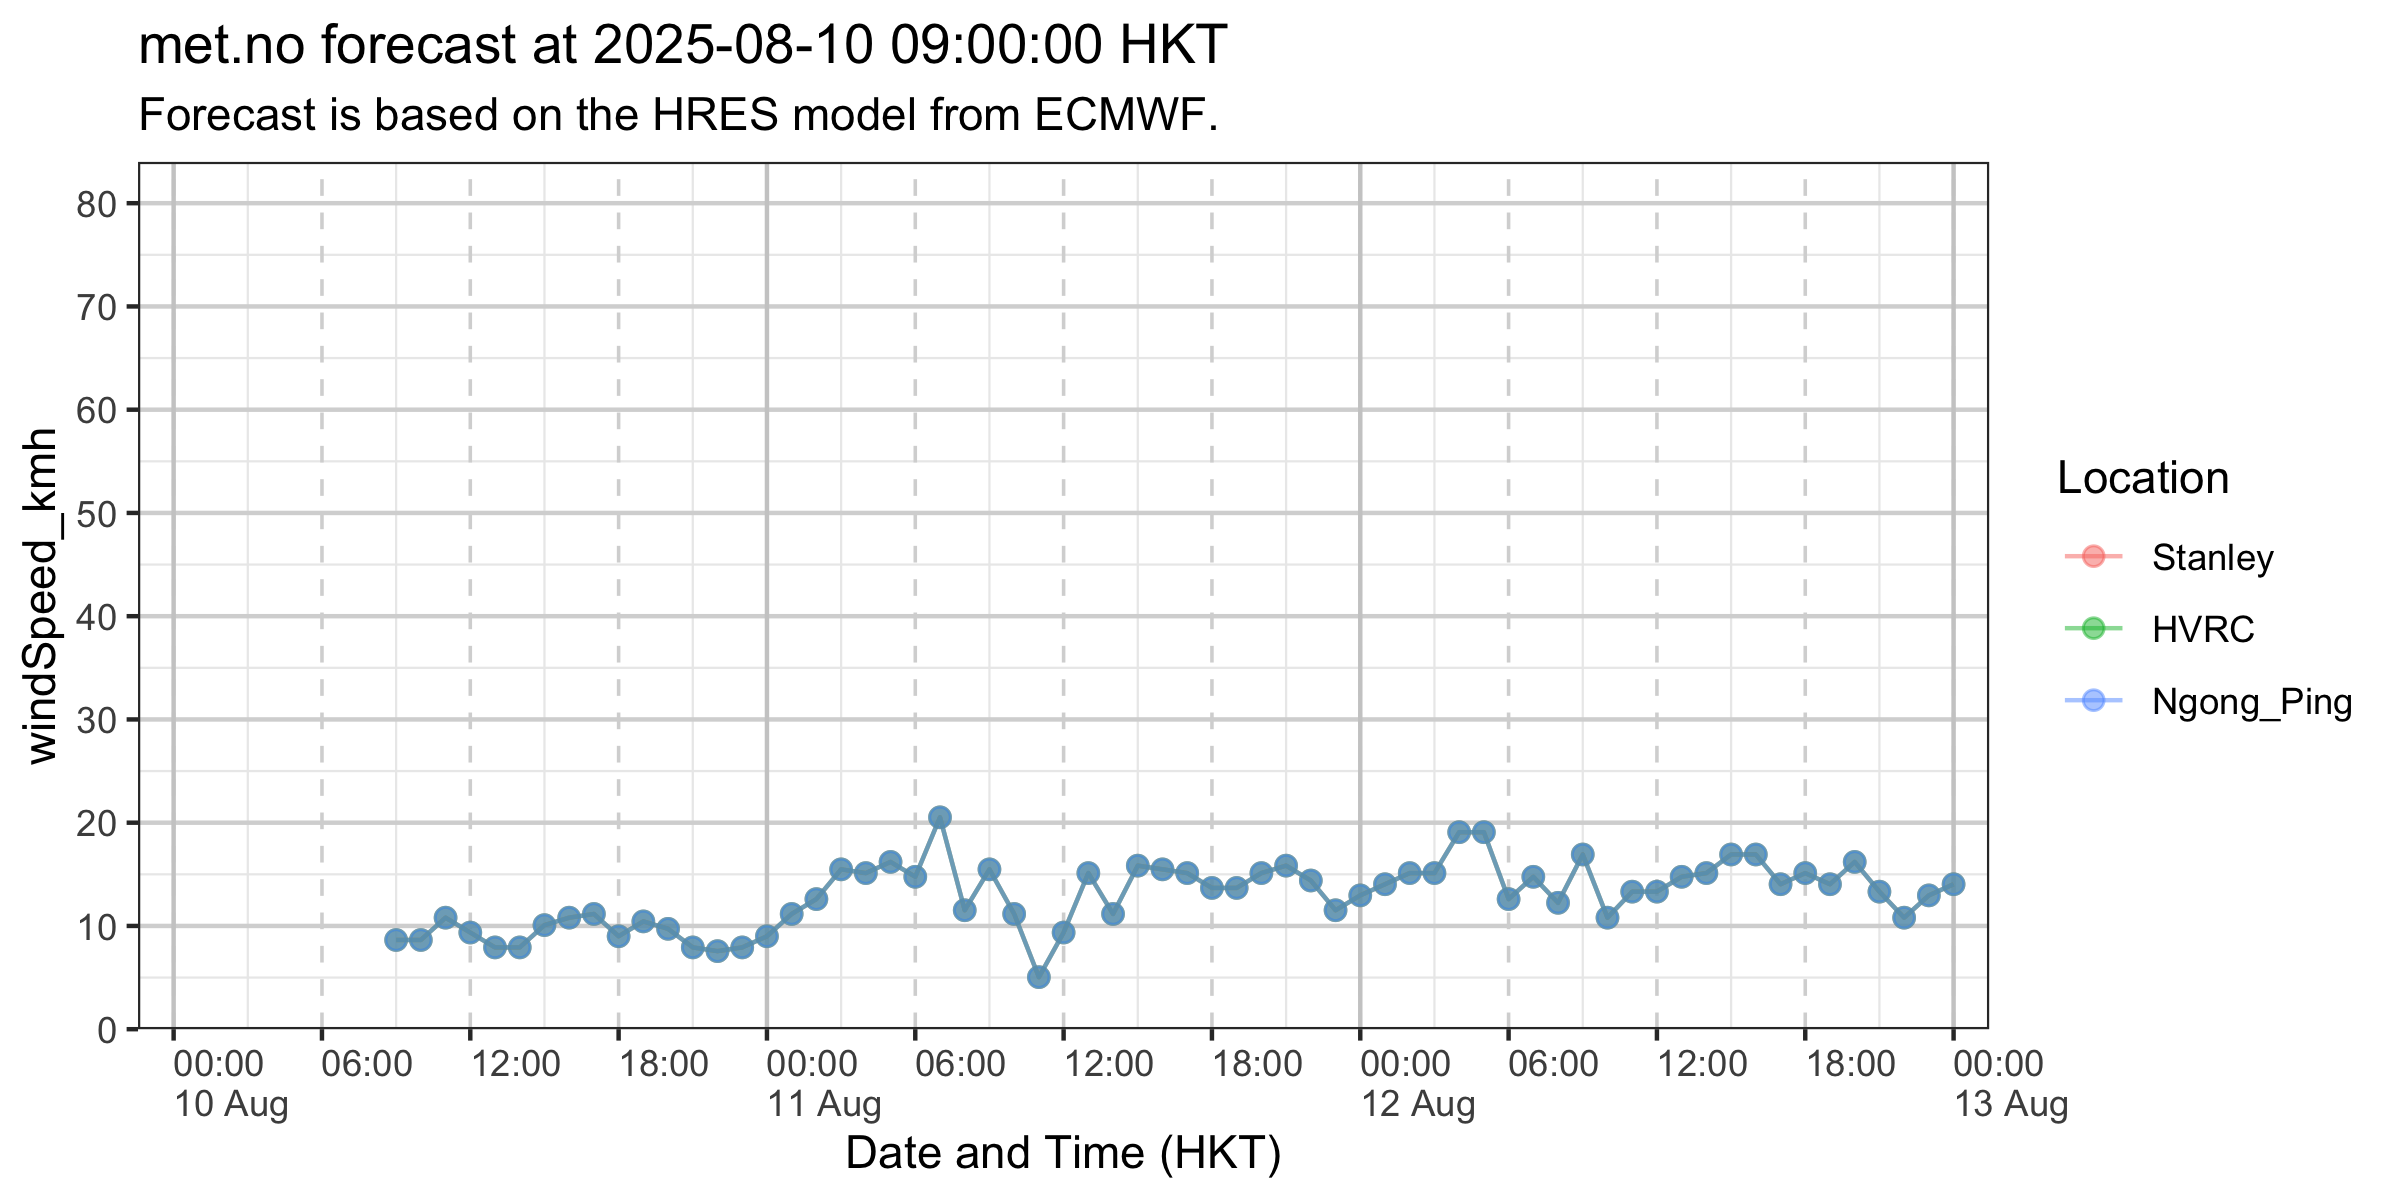 met.no forecast at 2025-08-10 09:00:00 HKT
Forecast is based on the HRES model from ECMWF.
windSpeed_kmh
80
70
60
50
40
30
20
10
0
00:00 06:00 12:00 18:00 00:00 06:00 12:00 18:00 00:00 06:00 12:00 18:00 00:00
10 Aug 11 Aug 12 Aug 13 Aug
Date and Time (HKT)
Location
Stanley
HVRC
Ngong_Ping